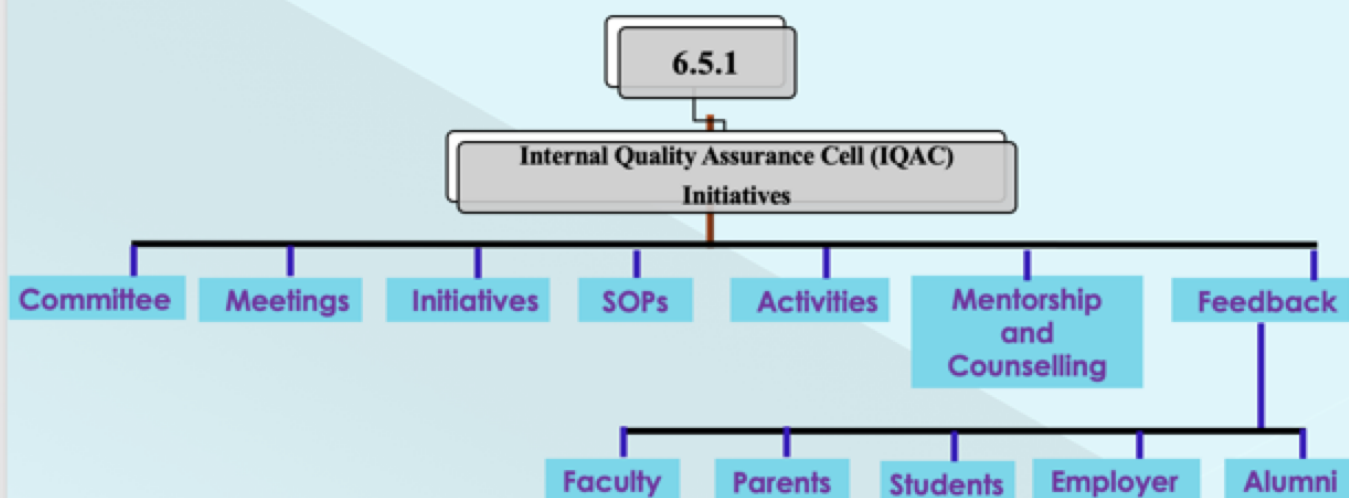 6.5.1
Internal Quality Assurance Cell (IQAC)
Initiatives
Committee
Meetings
Initiatives
SOPs
Activities
Mentorship
and
Counselling
Feedback
Faculty
Parents
Students
Employer
Alumni